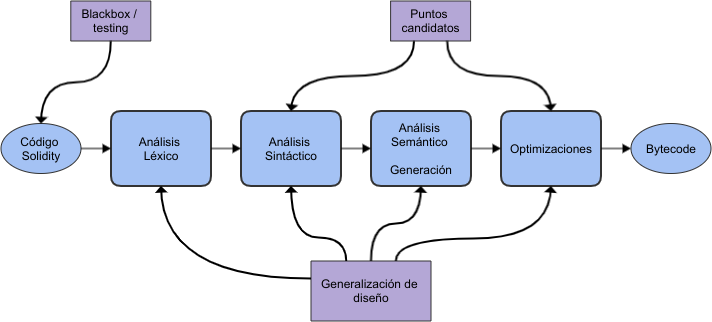 Blackbox /
testing
Puntos
candidatos
Código
Solidity
Análisis
Léxico
Análisis
Sintáctico
Análisis
Semántico
Generación
Optimizaciones
Bytecode
Generalización de
diseño